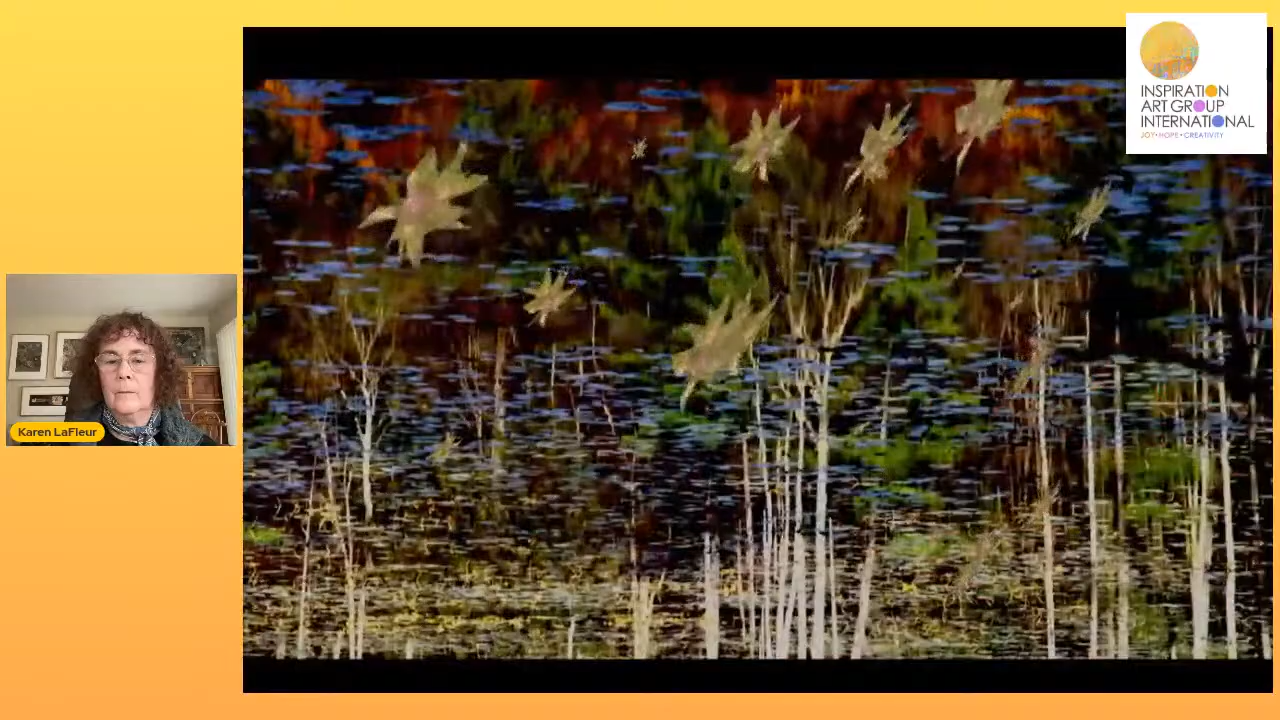 INSPIRATION
ART GROUP
INTERNATIONAL
JOY•HOPE•CREATIVITY
Karen LaFleur